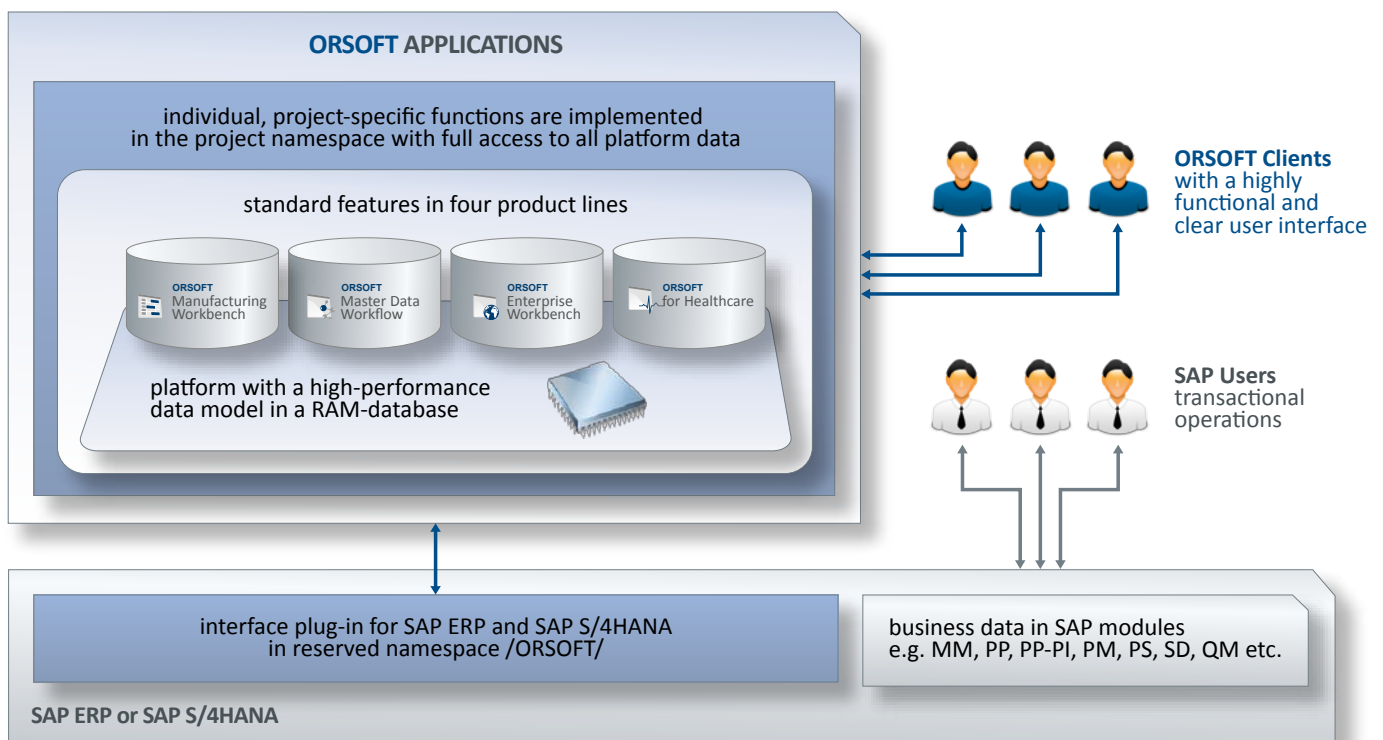 ORSOFT APPLICATIONS
individual, project-specific functions are implemented
in the project namespace with full access to all platform data
standard features in four product lines
ORSOFT
Manufacturing
Workbench
ORSOFT
Master Data
Workflow
ORSOFT
Enterprise
Workbench
ORSOFT
for Healthcare
platform with a high-performance
data model in a RAM-database
ORSOFT Clients
with a highly
functional and
clear user interface
SAP Users
transactional
operations
interface plug-in for SAP ERP and SAP S/4HANA
in reserved namespace /ORSOFT/
business data in SAP modules
e.g. MM, PP, PP-PI, PM, PS, SD, QM etc.
SAP ERP or SAP S/4HANA